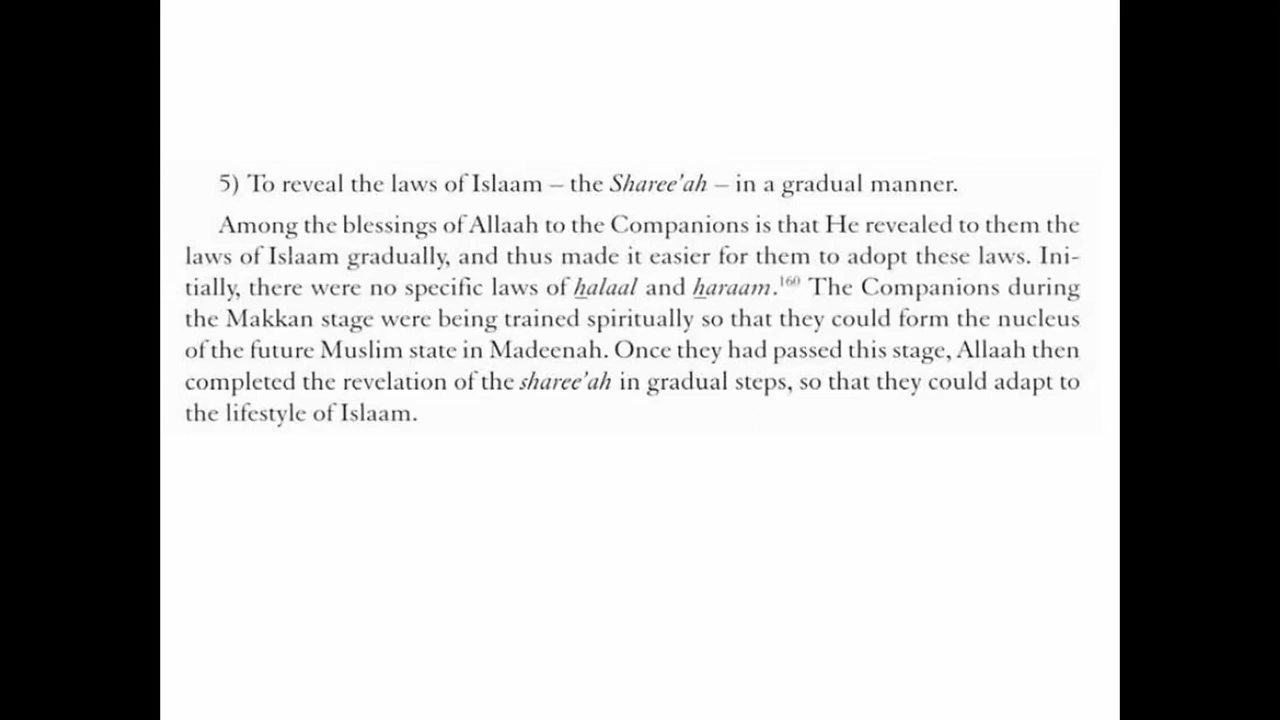 5) To reveal the laws of Islaam – the Sharee’ah – in a gradual manner.
Among the blessings of Allaah to the Companions is that He revealed to them the
laws of Islaam gradually, and thus made it easier for them to adopt these laws. Ini-
tially, there were no specific laws of halaal and haraam.160 The Companions during
the Makkan stage were being trained spiritually so that they could form the nucleus
of the future Muslim state in Madeenah. Once they had passed this stage, Allaah then
completed the revelation of the sharee’ah in gradual steps, so that they could adapt to
the lifestyle of Islaam.